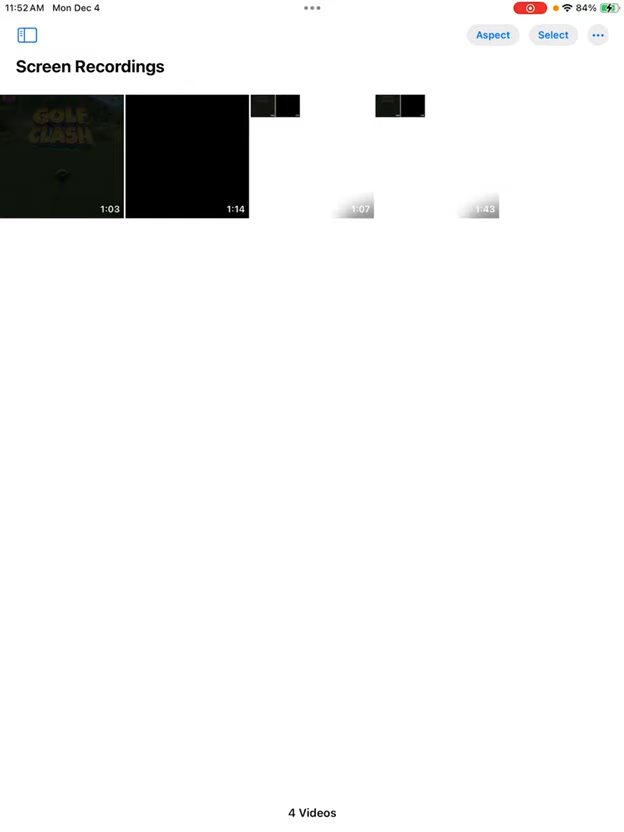 11:52 AM Mon Dec 4
84%
Aspect
Select
Screen Recordings
GOLF
CLASH
1:03
1:14
1:07
1:43
4 Videos